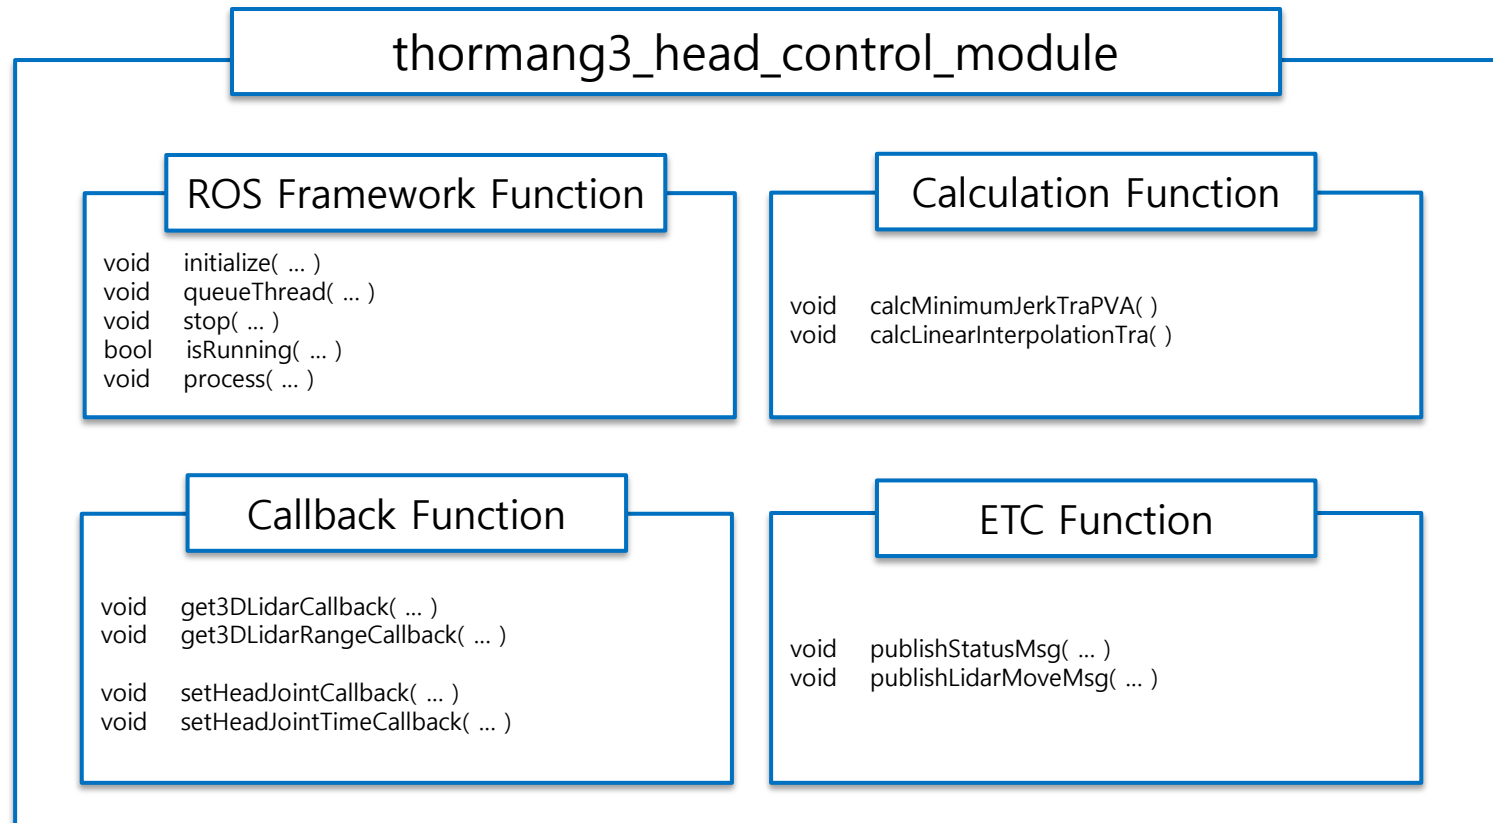 thormang3_head_control_module
ROS Framework Function
void initialize( ... )
void queueThread( ... )
void stop( ... )
bool isRunning( ... )
void process( ... )
Calculation Function
void calcMinimumJerkTraPVA( )
void calcLinearInterpolationTra( )
Callback Function
void get3DLidarCallback( ... )
void get3DLidarRangeCallback( ... )
void setHeadJointCallback( ... )
void setHeadJointTimeCallback( ... )
ETC Function
void publishStatusMsg( ... )
void publishLidarMoveMsg( ... )